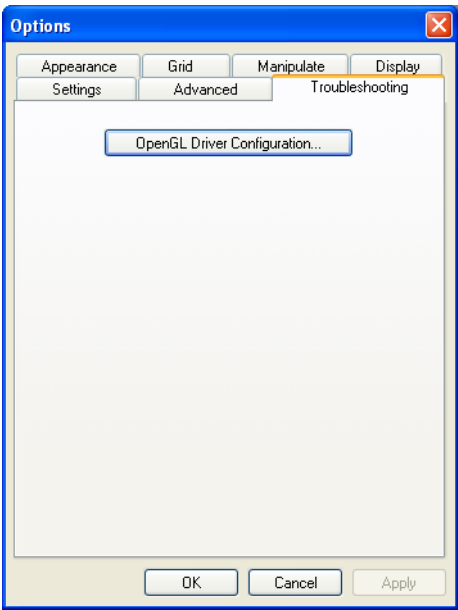 Options
Appearance Grid Manipulate Display
Settings Advanced Troubleshooting
OpenGL Driver Configuration...
OK Cancel Apply